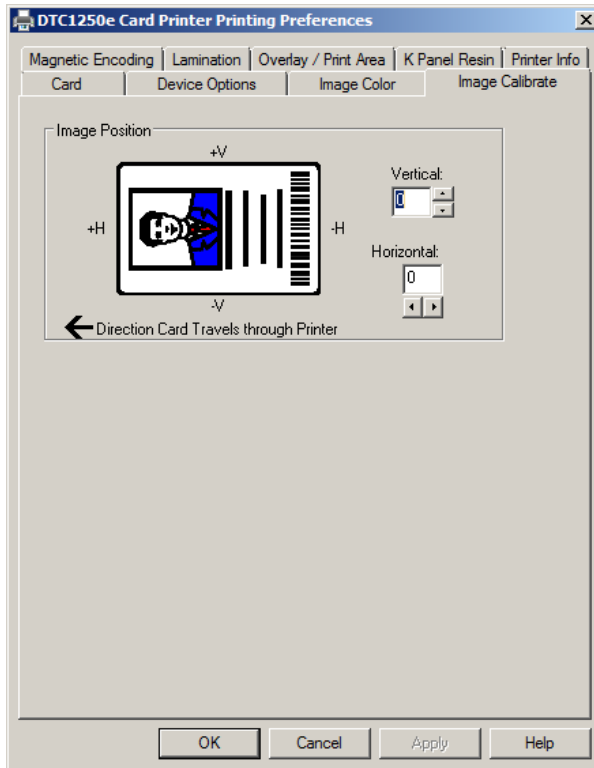 DTC1250e Card Printer Printing Preferences
Magnetic Encoding Lamination Overlay / Print Area K Panel Resin Printer Info
Card Device Options Image Color Image Calibrate
Image Position
+V
Vertical:
0
+H
-H
Horizontal:
0
-V
Direction Card Travels through Printer
OK Cancel Apply Help